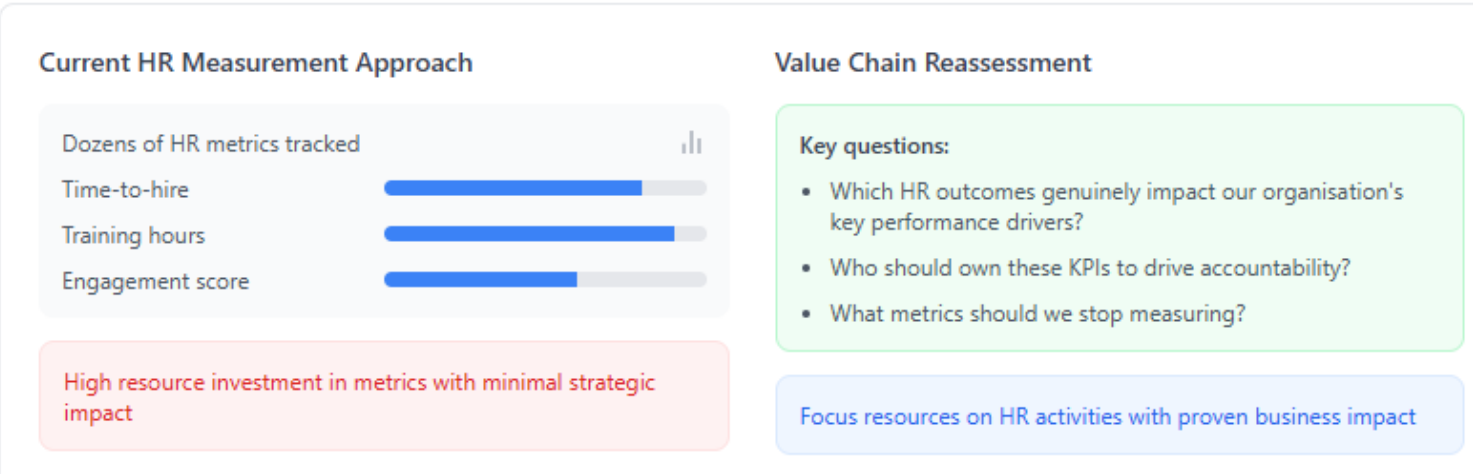 Current HR Measurement Approach
Dozens of HR metrics tracked
Time-to-hire
Training hours
Engagement score
High resource investment in metrics with minimal strategic
impact
Value Chain Reassessment
Key questions:
• Which HR outcomes genuinely impact our organisation's
key performance drivers?
• Who should own these KPIs to drive accountability?
• What metrics should we stop measuring?
Focus resources on HR activities with proven business impact